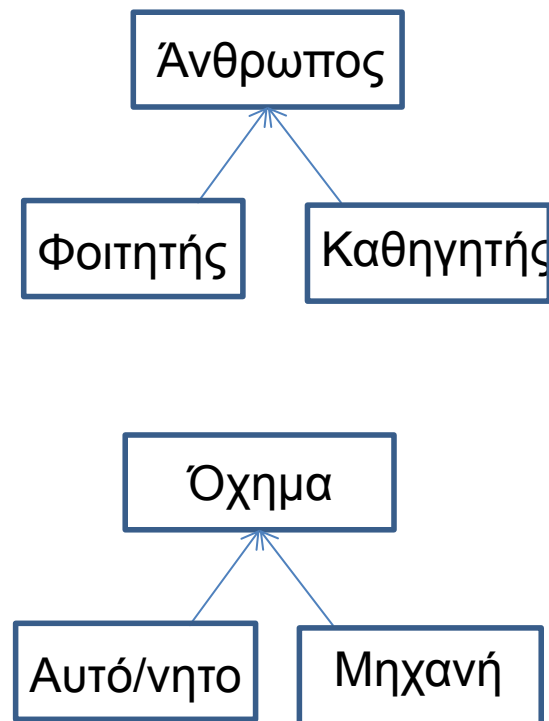 Άνθρωπος
Φοιτητής
Καθηγητής
Όχημα
Αυτό/νητο
Μηχανή